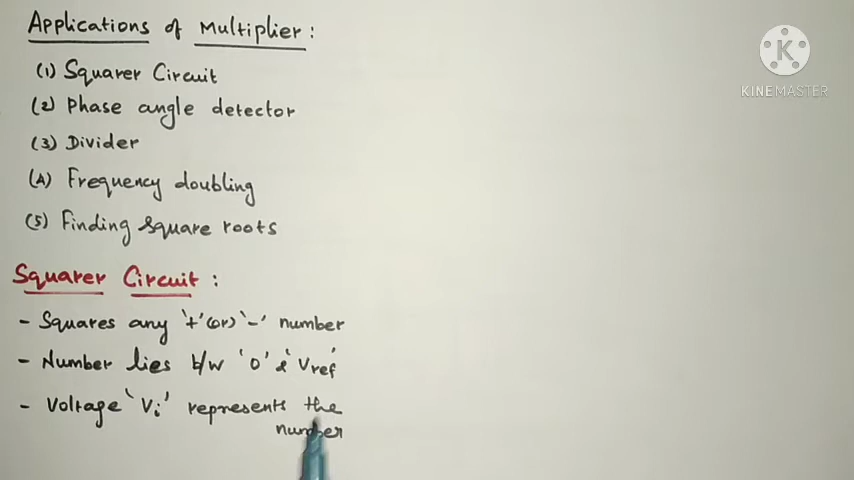 Applications of Multiplier :
(1) Squarer Circuit
(2) Phase angle detector
(3) Divider
(4) Frequency doubling
(5) Finding square roots
Squarer Circuit :
- Squares any '+' (or) '-' number
- Number lies b/w '0' & 'Vref'
- Voltage 'Vi' represents the
number
K
KINEMASTER